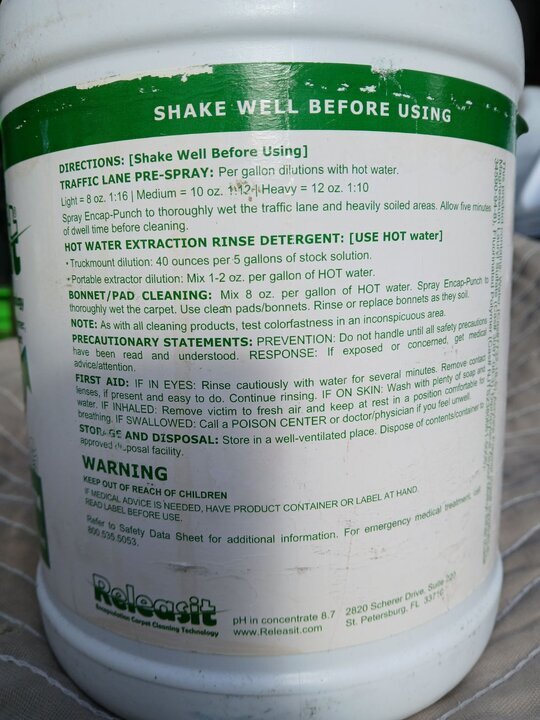 SHAKE WELL BEFORE USING
DIRECTIONS: [Shake Well Before Using]
TRAFFIC LANE PRE-SPRAY: Per gallon dilutions with hot water.
Light = 8 oz. 1:16 | Medium = 10 oz. 1:12 | Heavy = 12 oz. 1:10
Spray Encap-Punch to thoroughly wet the traffic lane and heavily soiled areas. Allow five minutes
of dwell time before cleaning.
HOT WATER EXTRACTION RINSE DETERGENT: [USE HOT water]
• Truckmount dilution: 40 ounces per 5 gallons of stock solution.
• Portable extractor dilution: Mix 1-2 oz. per gallon of HOT water.
BONNET/PAD CLEANING: Mix 8 oz. per gallon of HOT water. Spray Encap-Punch to
thoroughly wet the carpet. Use clean pads/bonnets. Rinse or replace bonnets as they soil.
NOTE: As with all cleaning products, test colorfastness in an inconspicuous area.
PRECAUTIONARY STATEMENTS: PREVENTION: Do not handle until all safety precautions
have been read and understood. RESPONSE: If exposed or concerned, get medical
advice/attention.
FIRST AID: IF IN EYES: Rinse cautiously with water for several minutes. Remove contact
lenses, if present and easy to do. Continue rinsing. IF ON SKIN: Wash with plenty of soap and
water. IF INHALED: Remove victim to fresh air and keep at rest in a position comfortable for
breathing. IF SWALLOWED: Call a POISON CENTER or doctor/physician if you feel unwell.
STORAGE AND DISPOSAL: Store in a well-ventilated place. Dispose of contents/container to
approved disposal facility.
WARNING
KEEP OUT OF REACH OF CHILDREN
IF MEDICAL ADVICE IS NEEDED, HAVE PRODUCT CONTAINER OR LABEL AT HAND.
READ LABEL BEFORE USE.
Refer to Safety Data Sheet for additional information. For emergency medical treatment, call
800.535.5053.
Releasit
Encapsulation Carpet Cleaning Technology
pH in concentrate 8.7
www.Releasit.com
2820 Scherer Drive, Suite 220
St. Petersburg, FL 33716